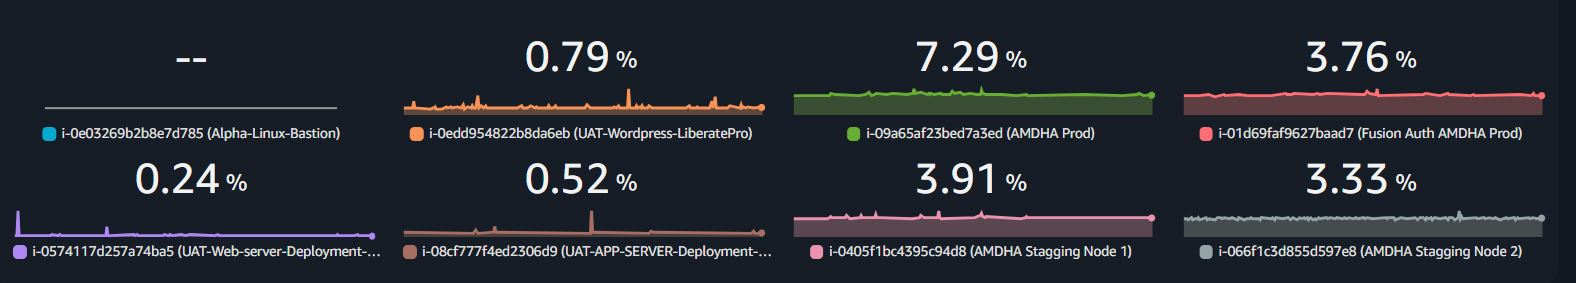 --
0.79 %
7.29 %
3.76 %
i-0e03269b2b8e7d785 (Alpha-Linux-Bastion)
i-0edd954822b8da6eb (UAT-Wordpress-LiberatePro)
i-09a65af23bed7a3ed (AMDHA Prod)
i-01d69faf9627baad7 (Fusion Auth AMDHA Prod)
0.24 %
0.52 %
3.91 %
3.33 %
i-0574117d257a74ba5 (UAT-Web-server-Deployment-...
i-08cf777f4ed2306d9 (UAT-APP-SERVER-Deployment-...
i-0405f1bc4395c94d8 (AMDHA Stagging Node 1)
i-066f1c3d855d597e8 (AMDHA Stagging Node 2)